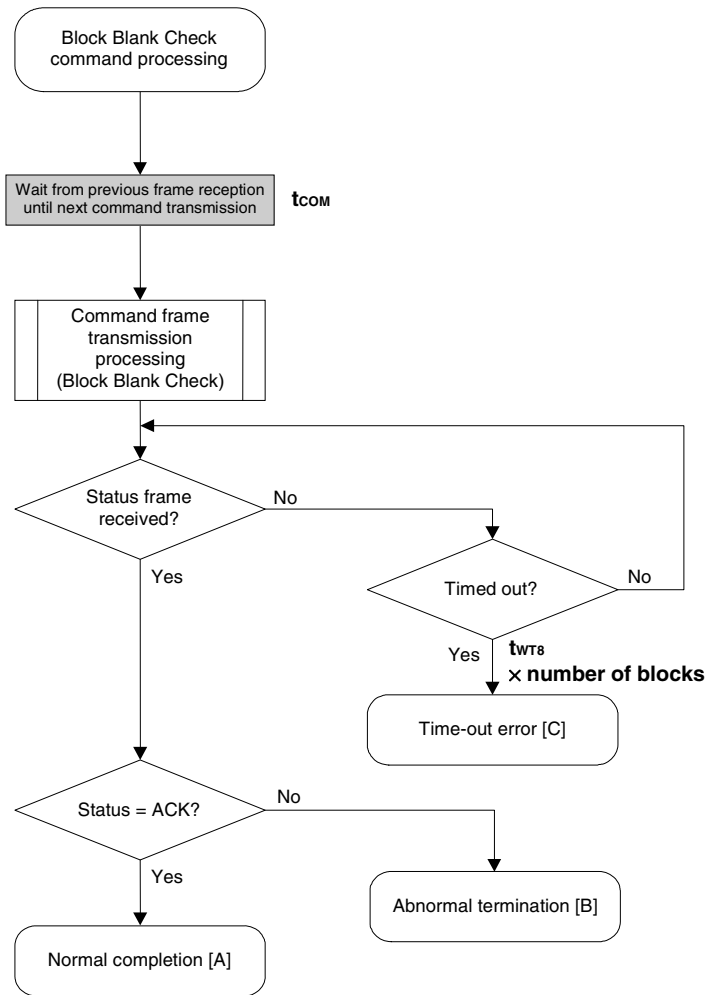 Block Blank Check
command processing
Wait from previous frame reception
until next command transmission
tCOM
Command frame
transmission
processing
(Block Blank Check)
Status frame
received?
No
Yes
Timed out?
No
Yes
tWT8
× number of blocks
Time-out error [C]
Status = ACK?
No
Yes
Abnormal termination [B]
Normal completion [A]